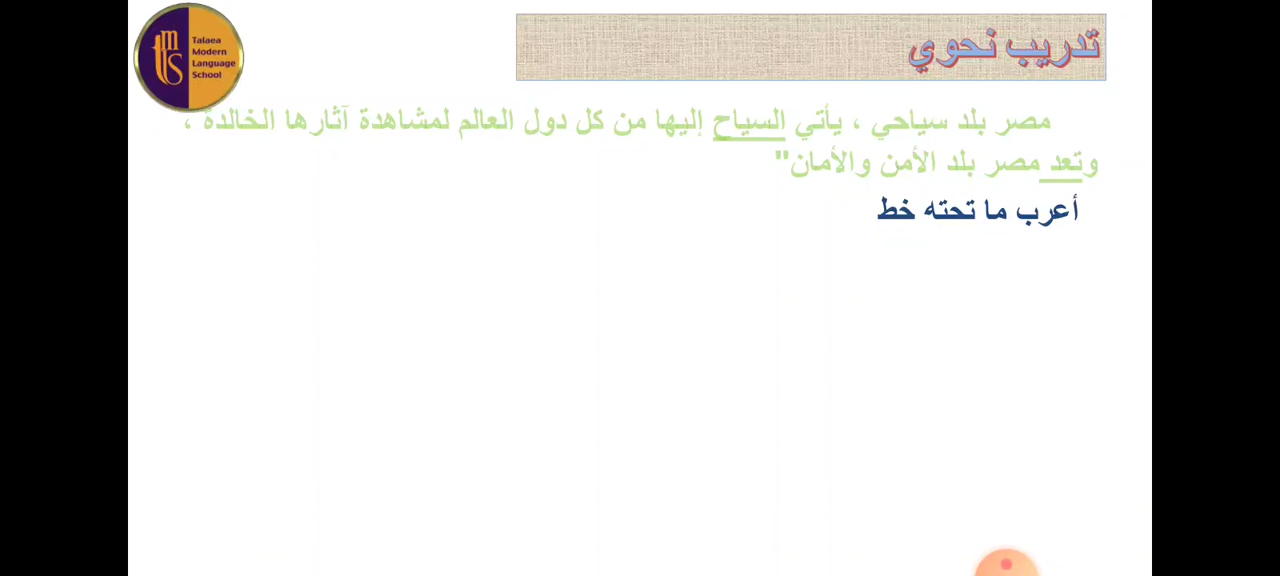 Talaea
Modern
Language
School
تدريب نحوي
مصر بلد سياحي ، يأتي السياح إليها من كل دول العالم لمشاهدة آثارها الخالدة ،
وتعد مصر بلد الأمن والأمان"
أعرب ما تحته خط